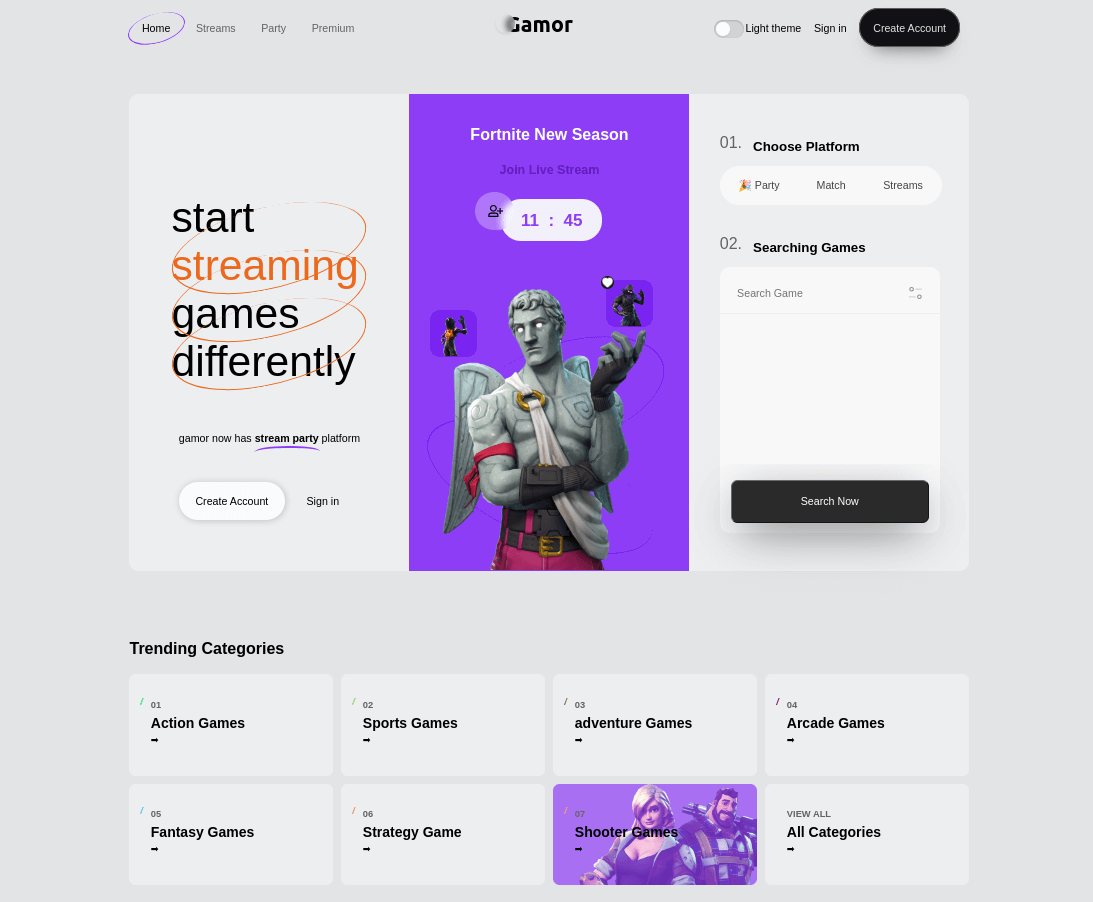 Home
Streams
Party
Premium
Gamor
Light theme
Sign in
Create Account
start
streaming
games
differently
gamor now has stream party platform
Create Account
Sign in
Fortnite New Season
Join Live Stream
11 : 45
01. Choose Platform
🎉 Party
Match
Streams
02. Searching Games
Search Game
Search Now
Trending Categories
/ 01
Action Games
➡
/ 02
Sports Games
➡
/ 03
adventure Games
➡
/ 04
Arcade Games
➡
/ 05
Fantasy Games
➡
/ 06
Strategy Game
➡
/ 07
Shooter Games
➡
VIEW ALL
All Categories
➡